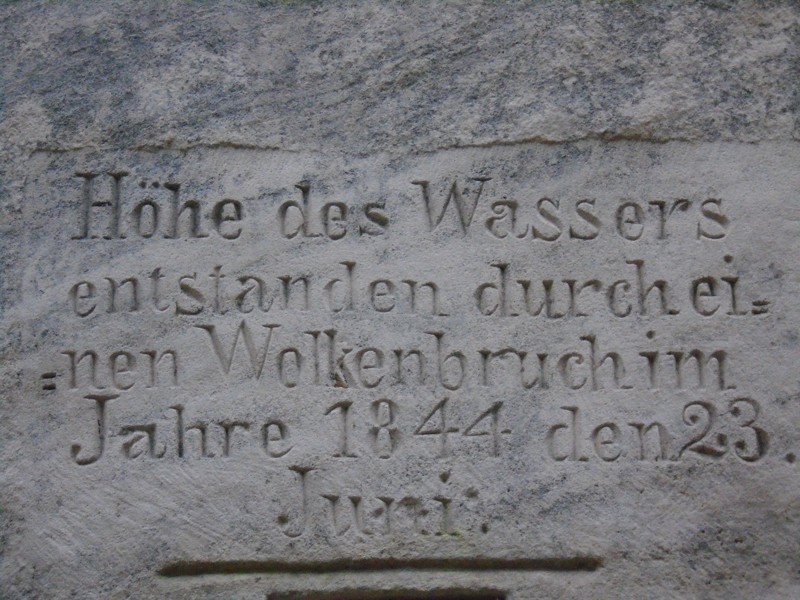 Höhe des Wassers
entstanden durch ei=
=nen Wolkenbruch im
Jahre 1844 den 23.
Juni.